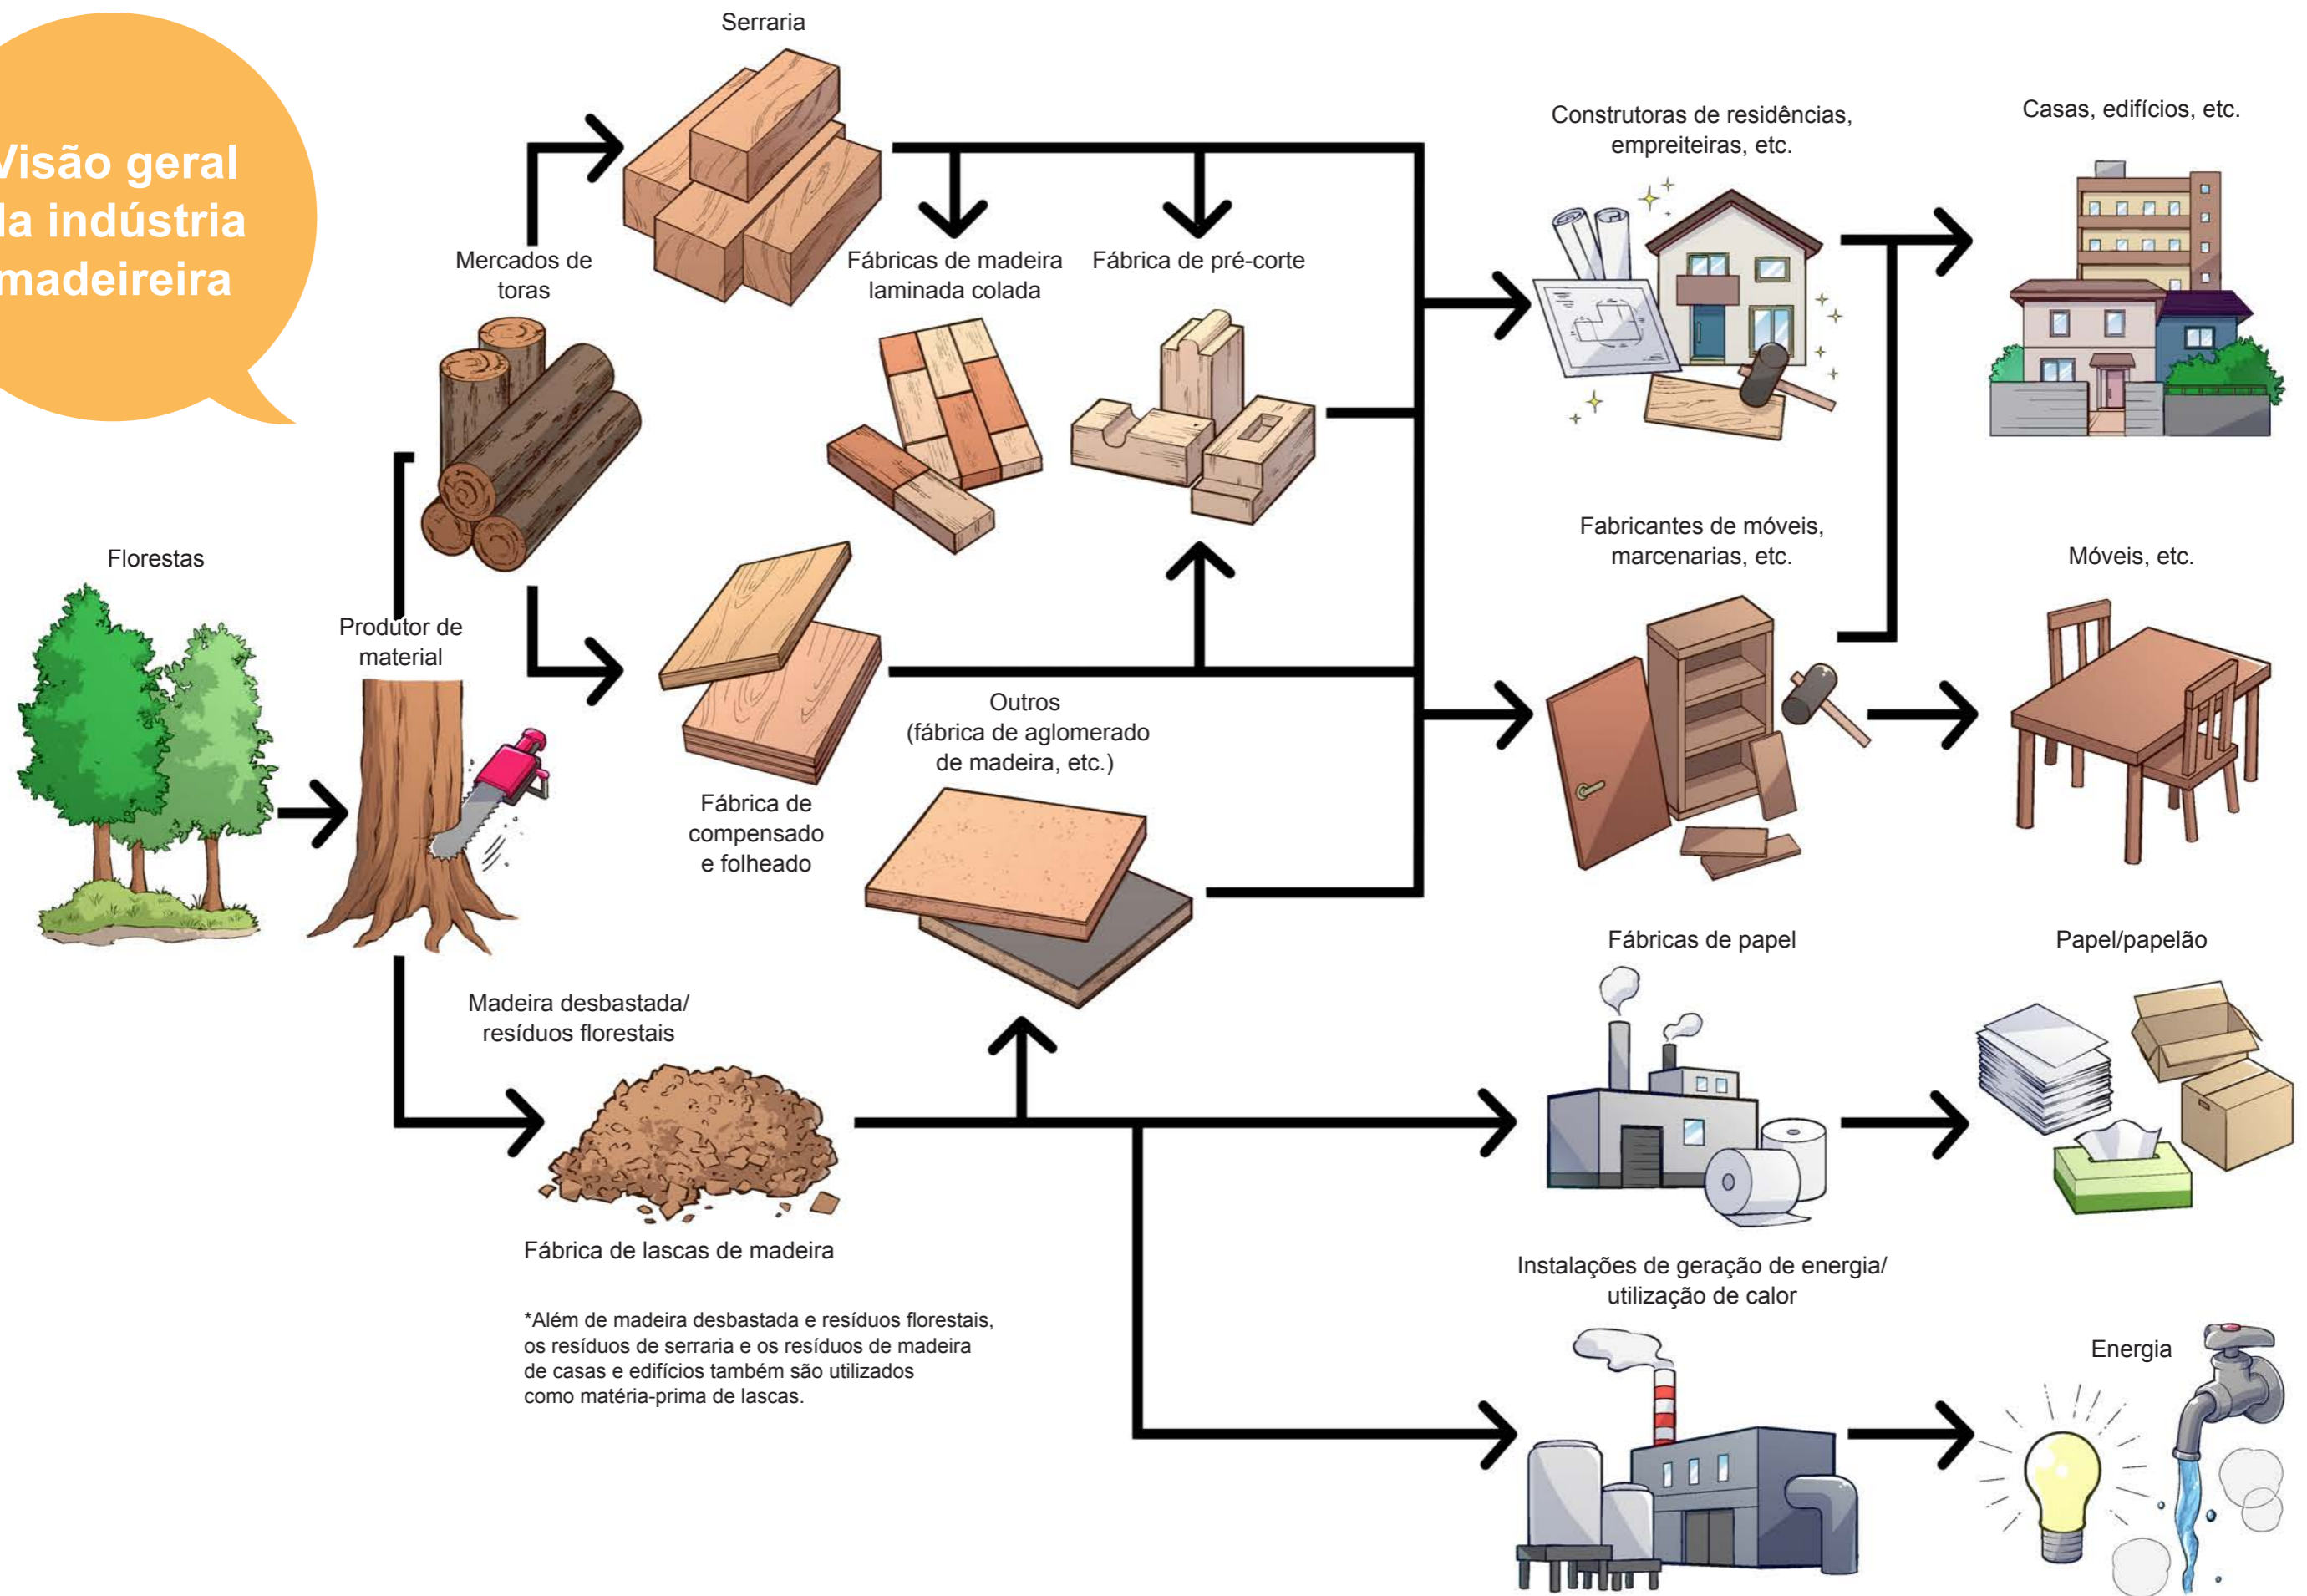 Visão geral
da indústria
madeireira
Serraria
Mercados de
toras
Fábricas de madeira
laminada colada
Fábrica de pré-corte
Construtoras de residências,
empreiteiras, etc.
Casas, edifícios, etc.
Florestas
Produtor de
material
Fábrica de
compensado
e folheado
Outros
(fábrica de aglomerado
de madeira, etc.)
Fabricantes de móveis,
marcenarias, etc.
Móveis, etc.
Madeira desbastada/
resíduos florestais
Fábrica de lascas de madeira
*Além de madeira desbastada e resíduos florestais,
os resíduos de serraria e os resíduos de madeira
de casas e edifícios também são utilizados
como matéria-prima de lascas.
Fábricas de papel
Papel/papelão
Instalações de geração de energia/
utilização de calor
Energia